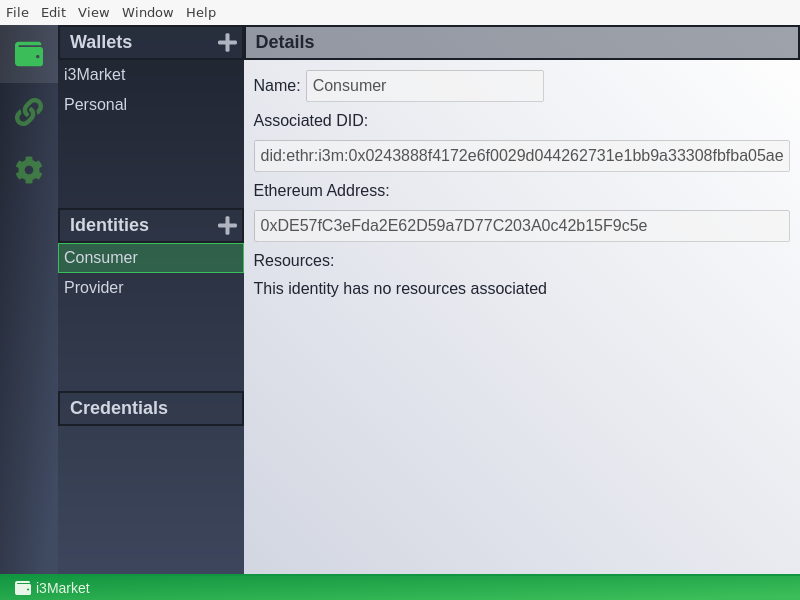 File Edit View Window Help
Wallets
i3Market
Personal
Identities
Consumer
Provider
Credentials
Details
Name: Consumer
Associated DID:
did:ethr:i3m:0x0243888f4172e6f0029d044262731e1bb9a33308fbfba05ae
Ethereum Address:
0xDE57fC3eFda2E62D59a7D77C203A0c42b15F9c5e
Resources:
This identity has no resources associated
i3Market